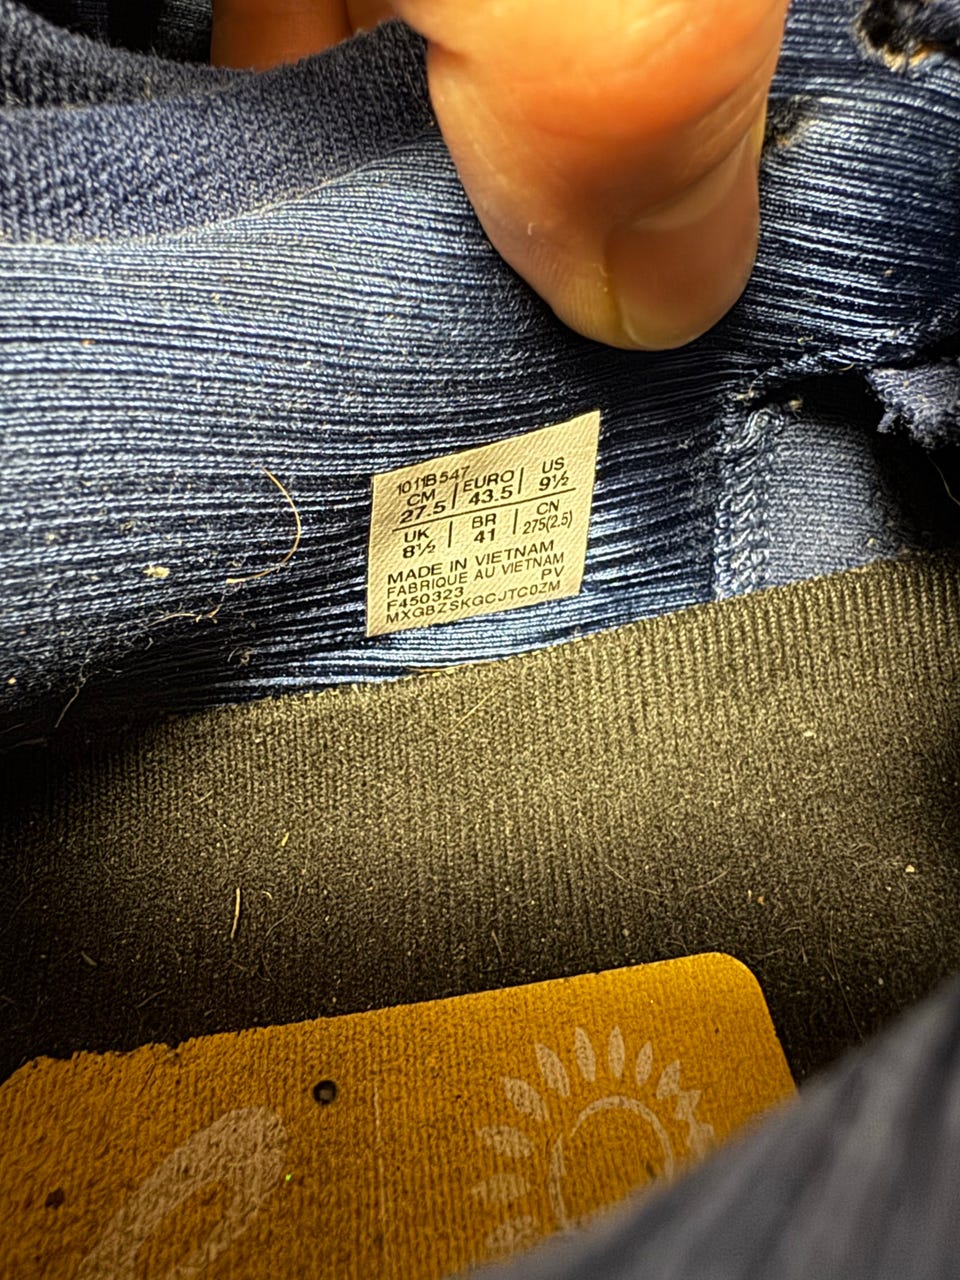 1011B547
CM | EURO | US
27.5 | 43.5 | 9½
UK | BR | CN
8½ | 41 | 275(2.5)
MADE IN VIETNAM
FABRIQUE AU VIETNAM
F450323 PV
MXGBZSKGCJTC0ZM